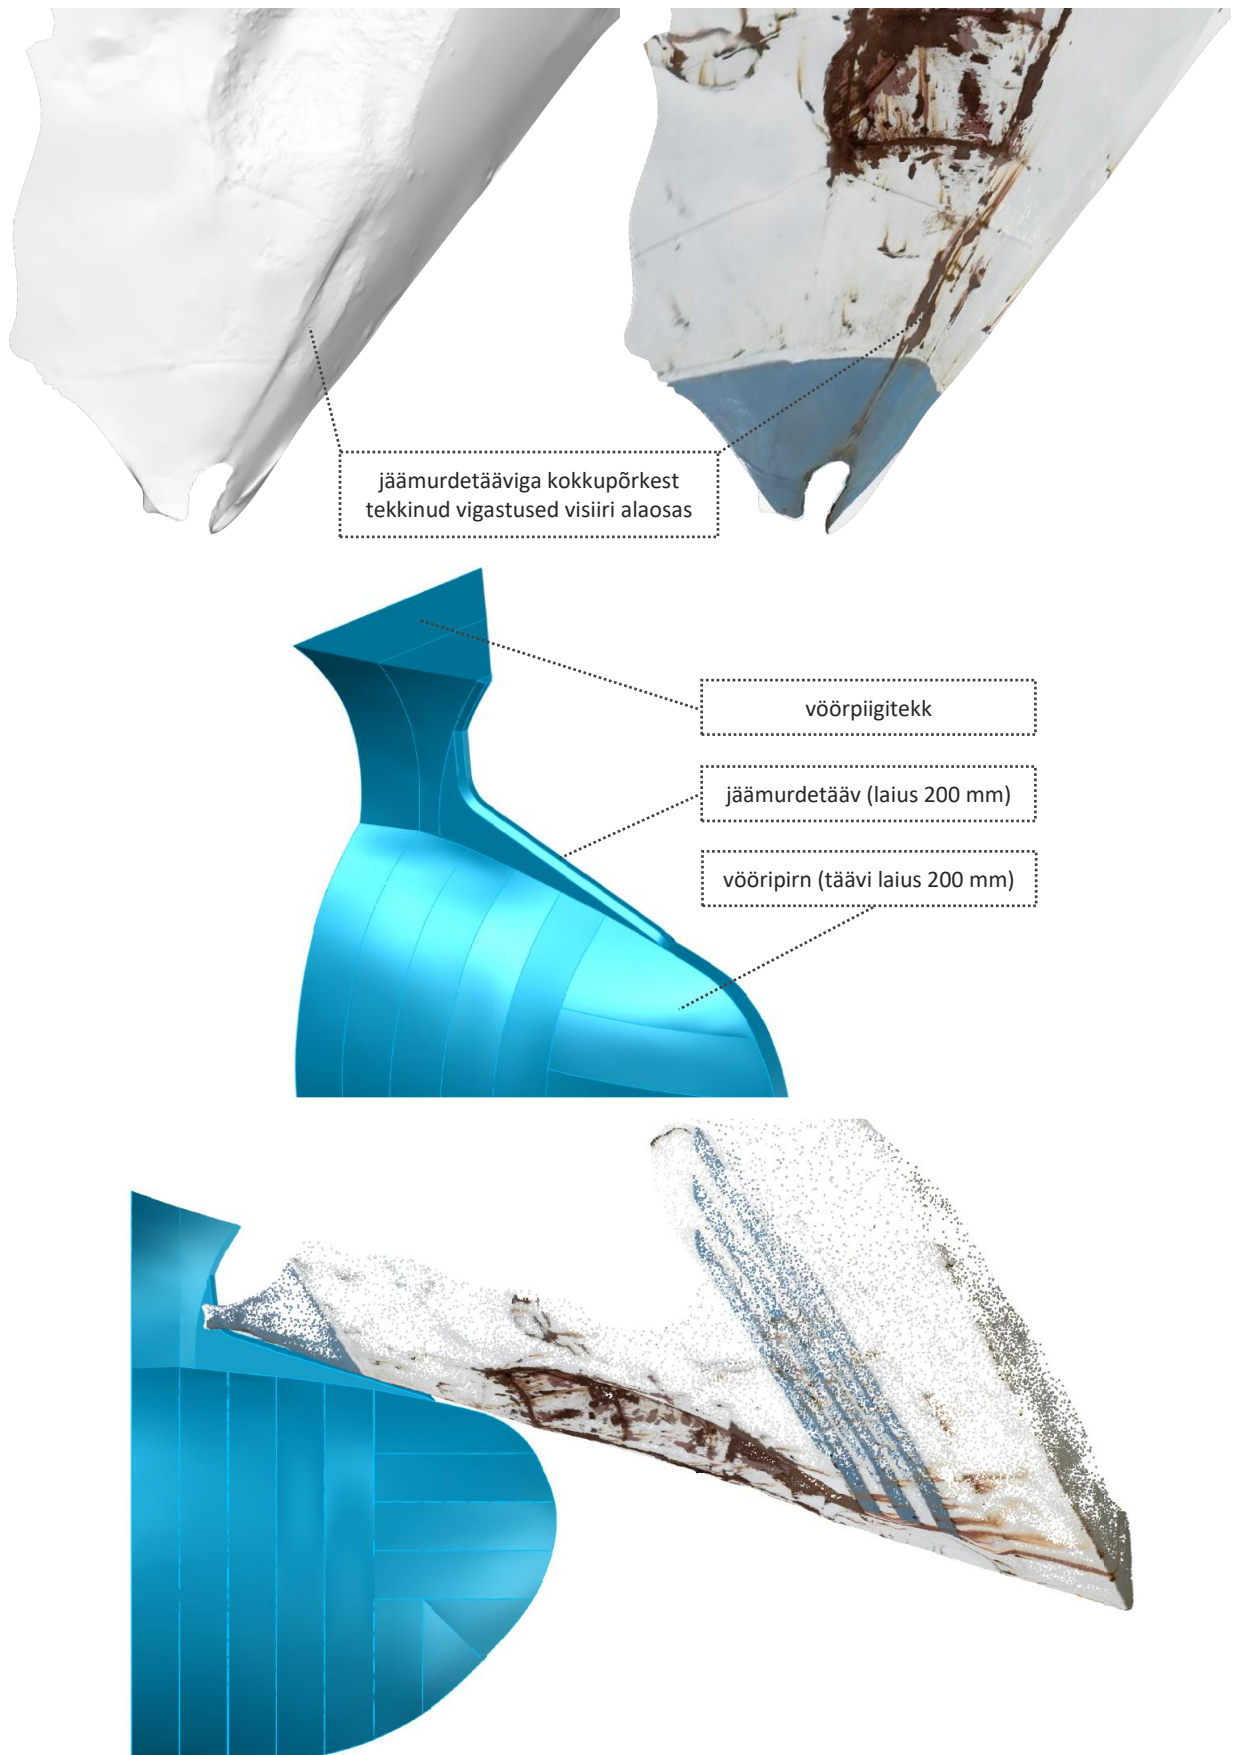 jäämurdetääviga kokkupõrkest
tekkinud vigastused visiiri alaosas
vöörpiigitekk
jäämurdetääv (laius 200 mm)
vööripirn (täävi laius 200 mm)